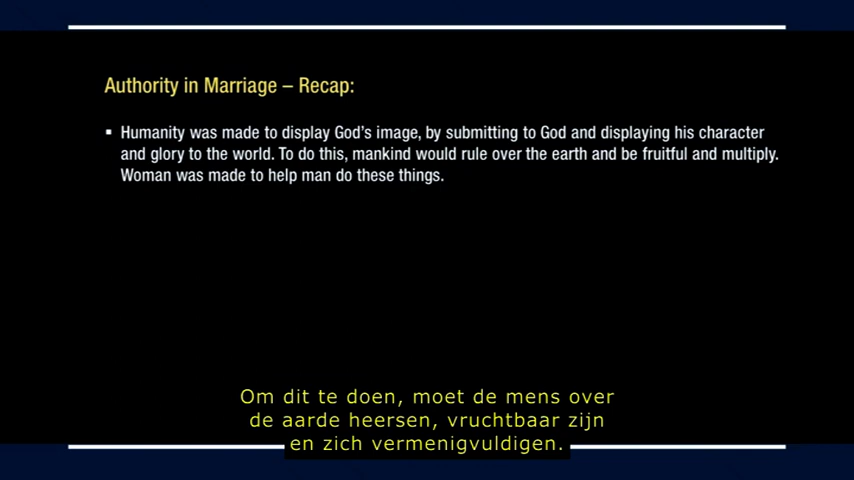 Authority in Marriage – Recap:
▪ Humanity was made to display God's image, by submitting to God and displaying his character
and glory to the world. To do this, mankind would rule over the earth and be fruitful and multiply.
Woman was made to help man do these things.
Om dit te doen, moet de mens over
de aarde heersen, vruchtbaar zijn
en zich vermenigvuldigen.